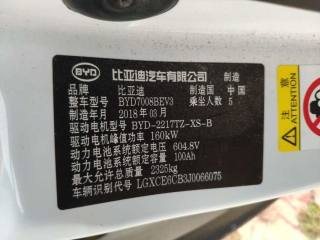 BYD 比亚迪汽车有限公司 制造
品牌 比亚迪 制造国 中国
整车型号 BYD7008BEV3 乘坐人数 5
制造年月 2018年03月
驱动电机型号 BYD-2217TZ-XS-B
驱动电机峰值功率 160kW
动力电池系统额定电压 604.8V
动力电池系统额定容量 100Ah
最大允许总质量 2325kg
车辆识别代号 LGXCE6CB3J0066075
注意
ATTENTION